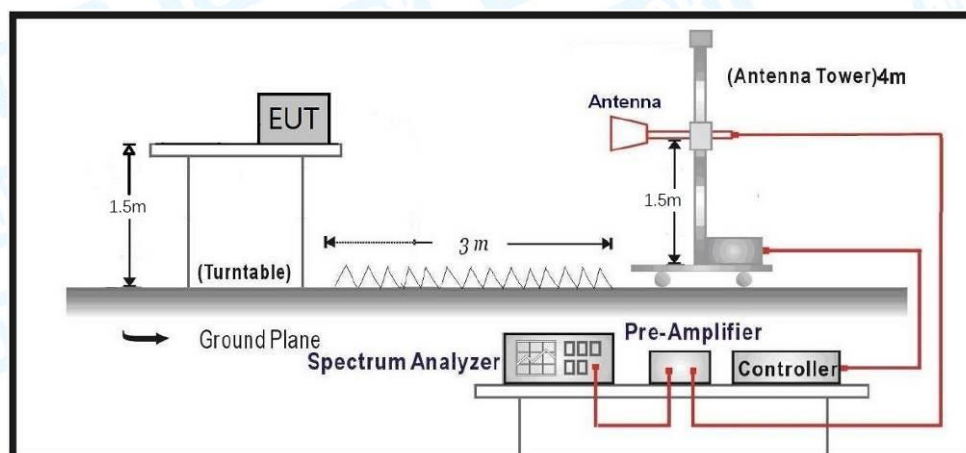 (Antenna Tower)4m
Antenna
EUT
1.5m
1.5m
3 m
(Turntable)
Ground Plane
Pre-Amplifier
Spectrum Analyzer
Controller